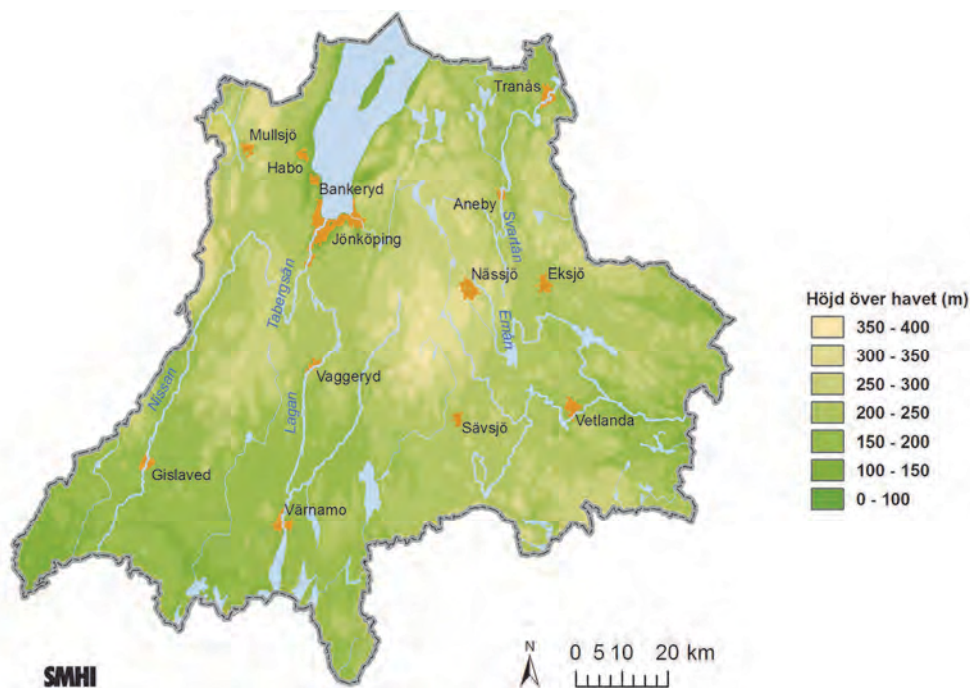 Tranås
Mullsjö
Habo
Bankeryd
Aneby
Svartån
Jönköping
Nässjö
Eksjö
Tabergsån
Emån
Nissan
Vaggeryd
Lagan
Sävsjö
Vetlanda
Gislaved
Värnamo
Höjd över havet (m)
350 - 400
300 - 350
250 - 300
200 - 250
150 - 200
100 - 150
0 - 100
N
0 5 10 20 km
SMHI